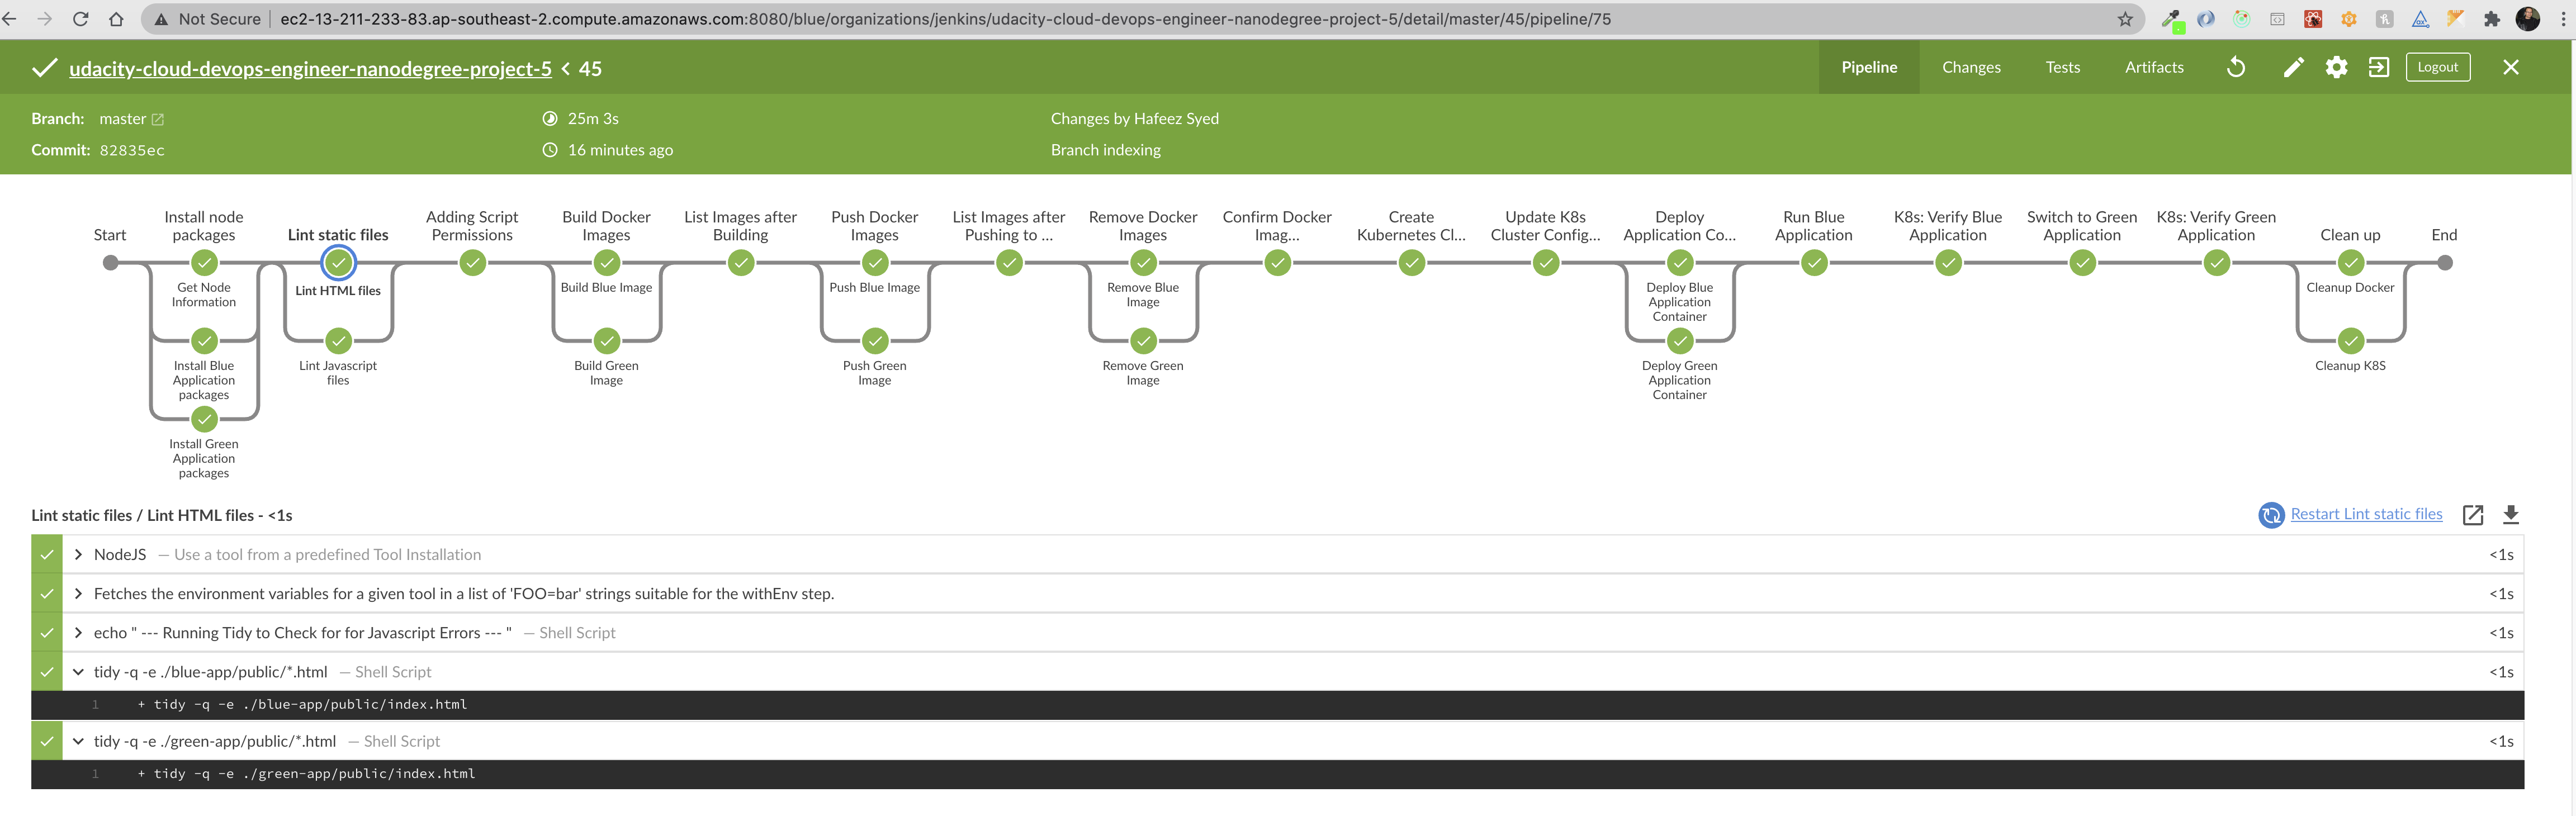 Not Secure
ec2-13-211-233-83.ap-southeast-2.compute.amazonaws.com:8080/blue/organizations/jenkins/udacity-cloud-devops-engineer-nanodegree-project-5/detail/master/45/pipeline/75
udacity-cloud-devops-engineer-nanodegree-project-5 < 45
Pipeline
Changes
Tests
Artifacts
Logout
Branch: master
25m 3s
Changes by Hafeez Syed
Commit: 82835ec
16 minutes ago
Branch indexing
Start
Install node
packages
Lint static files
Adding Script
Permissions
Build Docker
Images
List Images after
Building
Push Docker
Images
List Images after
Pushing to ...
Remove Docker
Images
Confirm Docker
Imag...
Create
Kubernetes Cl...
Update K8s
Cluster Config...
Deploy
Application Co...
Run Blue
Application
K8s: Verify Blue
Application
Switch to Green
Application
K8s: Verify Green
Application
Clean up
End
Get Node
Information
Lint HTML files
Build Blue Image
Push Blue Image
Remove Blue
Image
Deploy Blue
Application
Container
Cleanup Docker
Install Blue
Application
packages
Lint Javascript
files
Build Green
Image
Push Green
Image
Remove Green
Image
Deploy Green
Application
Container
Cleanup K8S
Install Green
Application
packages
Lint static files / Lint HTML files - <1s
Restart Lint static files
NodeJS — Use a tool from a predefined Tool Installation <1s
Fetches the environment variables for a given tool in a list of 'FOO=bar' strings suitable for the withEnv step. <1s
echo " --- Running Tidy to Check for for Javascript Errors --- " — Shell Script <1s
tidy -q -e ./blue-app/public/*.html — Shell Script <1s
1 + tidy -q -e ./blue-app/public/index.html
tidy -q -e ./green-app/public/*.html — Shell Script <1s
1 + tidy -q -e ./green-app/public/index.html